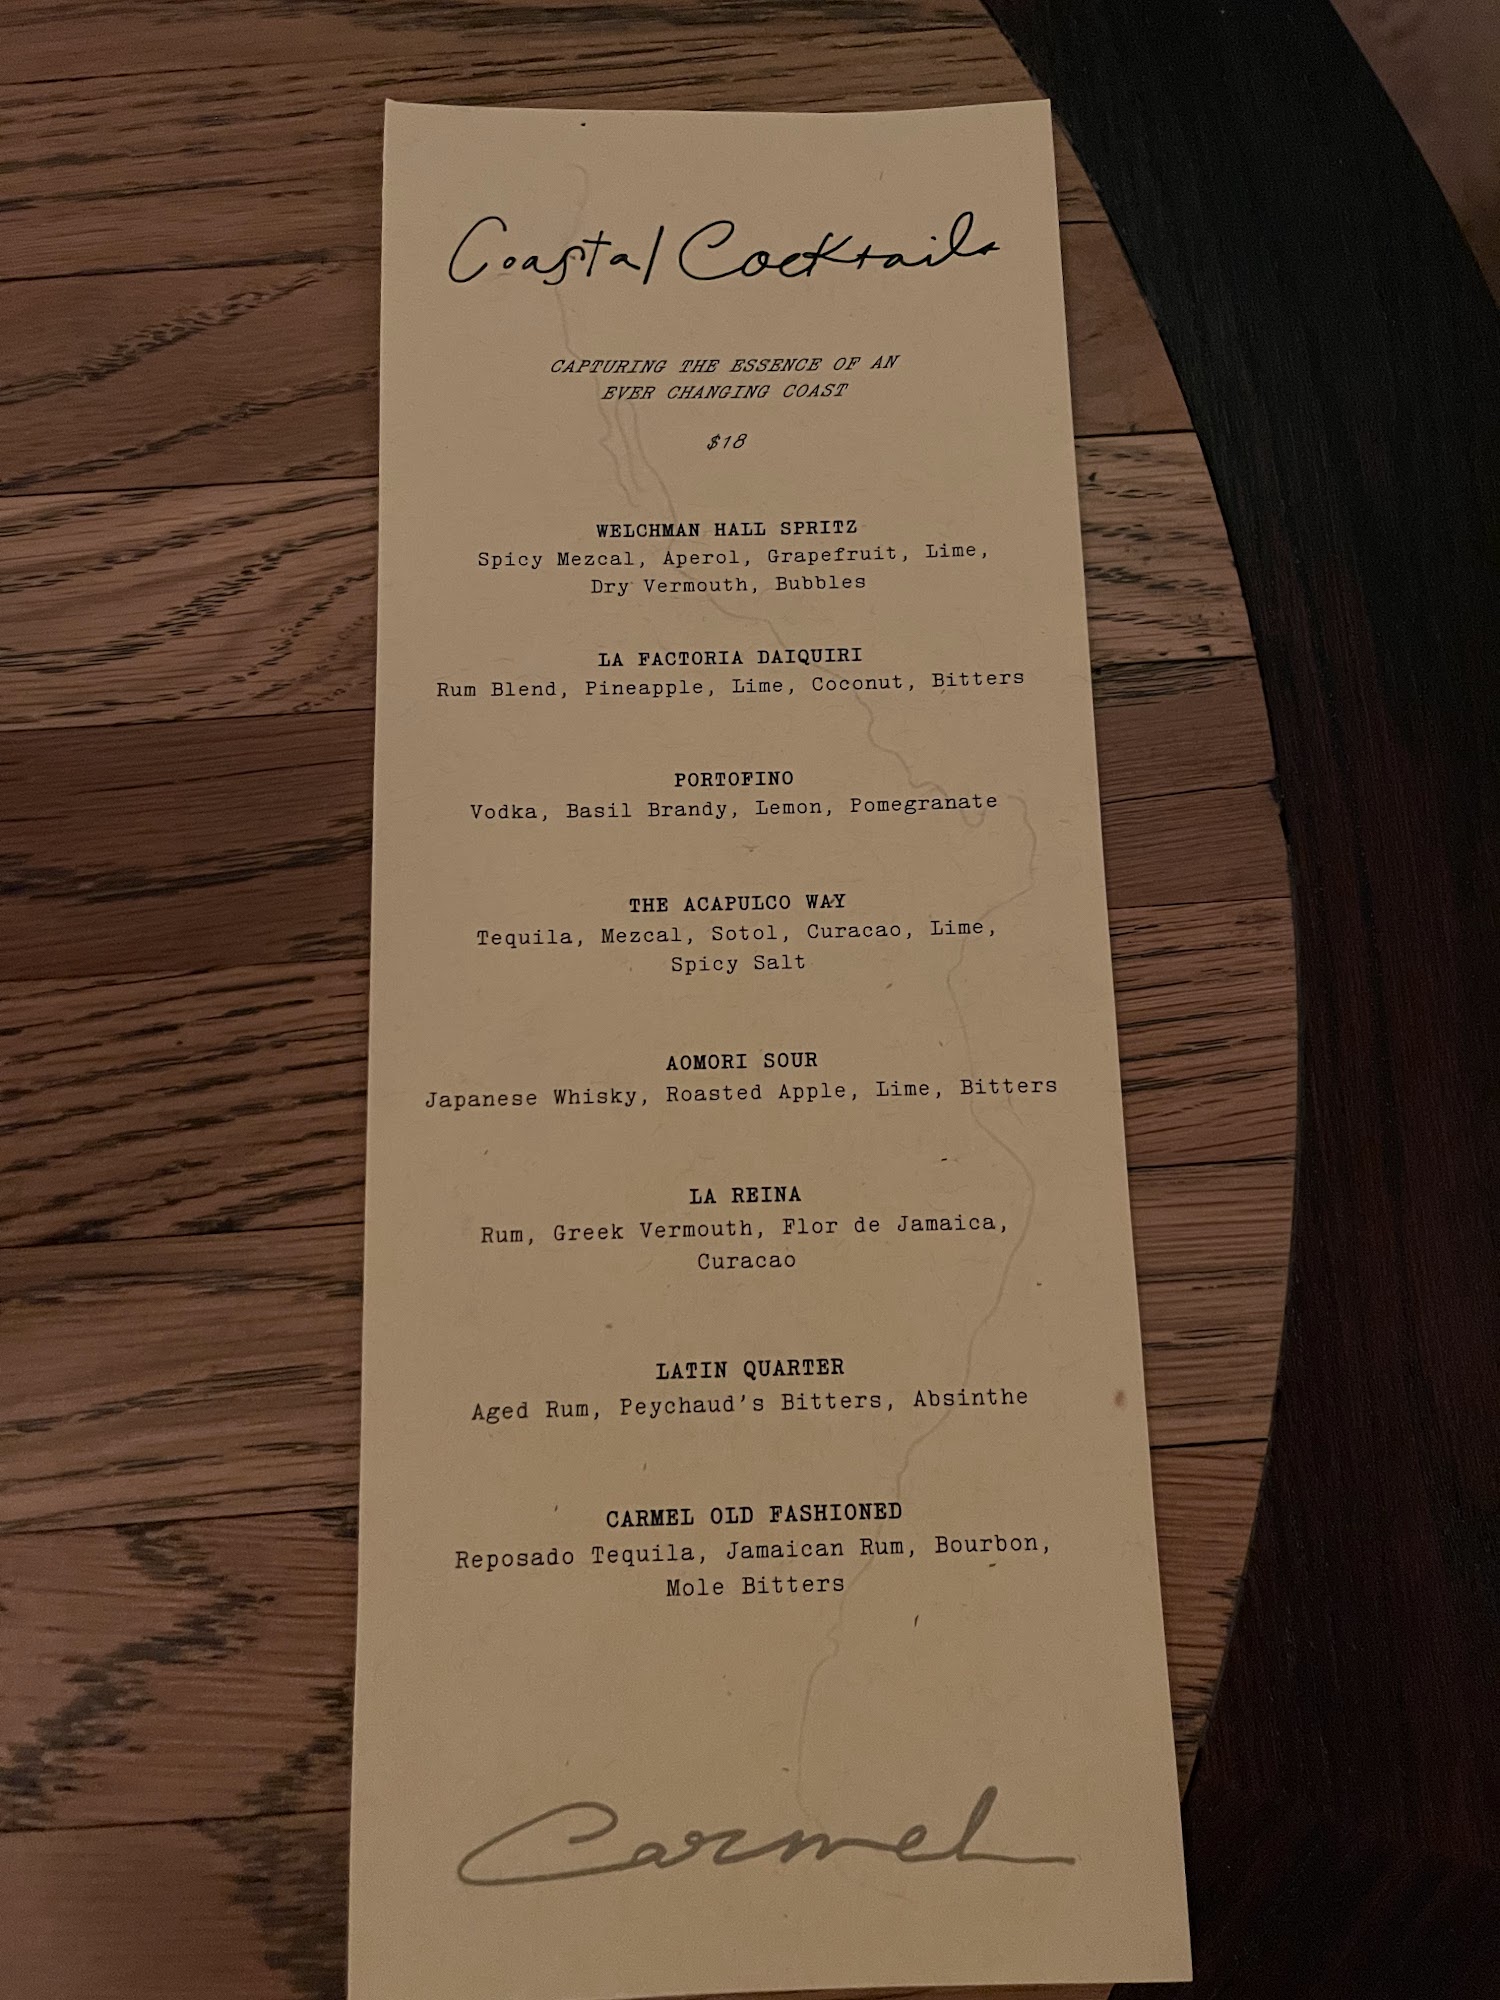 Coastal Cocktails
CAPTURING THE ESSENCE OF AN
EVER CHANGING COAST
$18
WELCHMAN HALL SPRITZ
Spicy Mezcal, Aperol, Grapefruit, Lime,
Dry Vermouth, Bubbles
LA FACTORIA DAIQUIRI
Rum Blend, Pineapple, Lime, Coconut, Bitters
PORTOFINO
Vodka, Basil Brandy, Lemon, Pomegranate
THE ACAPULCO WAY
Tequila, Mezcal, Sotol, Curacao, Lime,
Spicy Salt
AOMORI SOUR
Japanese Whisky, Roasted Apple, Lime, Bitters
LA REINA
Rum, Greek Vermouth, Flor de Jamaica,
Curacao
LATIN QUARTER
Aged Rum, Peychaud's Bitters, Absinthe
CARMEL OLD FASHIONED
Reposado Tequila, Jamaican Rum, Bourbon,
Mole Bitters
Carmel